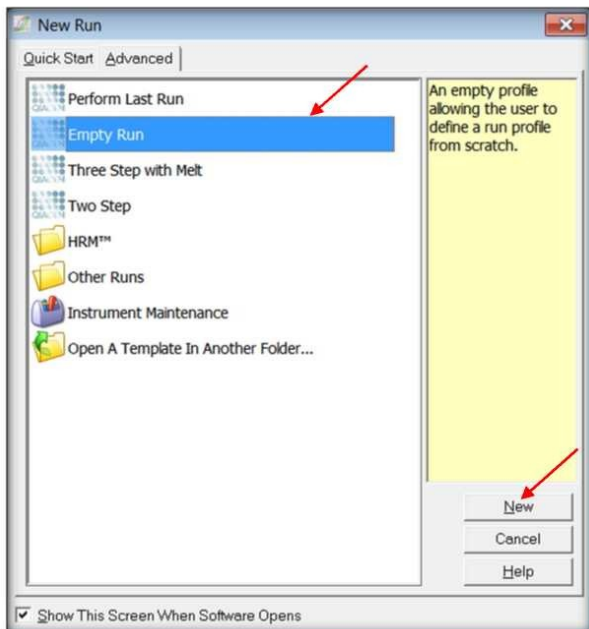 New Run
Quick Start Advanced
Perform Last Run
Empty Run
Three Step with Melt
Two Step
HRM™
Other Runs
Instrument Maintenance
Open A Template In Another Folder...
An empty profile
allowing the user to
define a run profile
from scratch.
New
Cancel
Help
Show This Screen When Software Opens